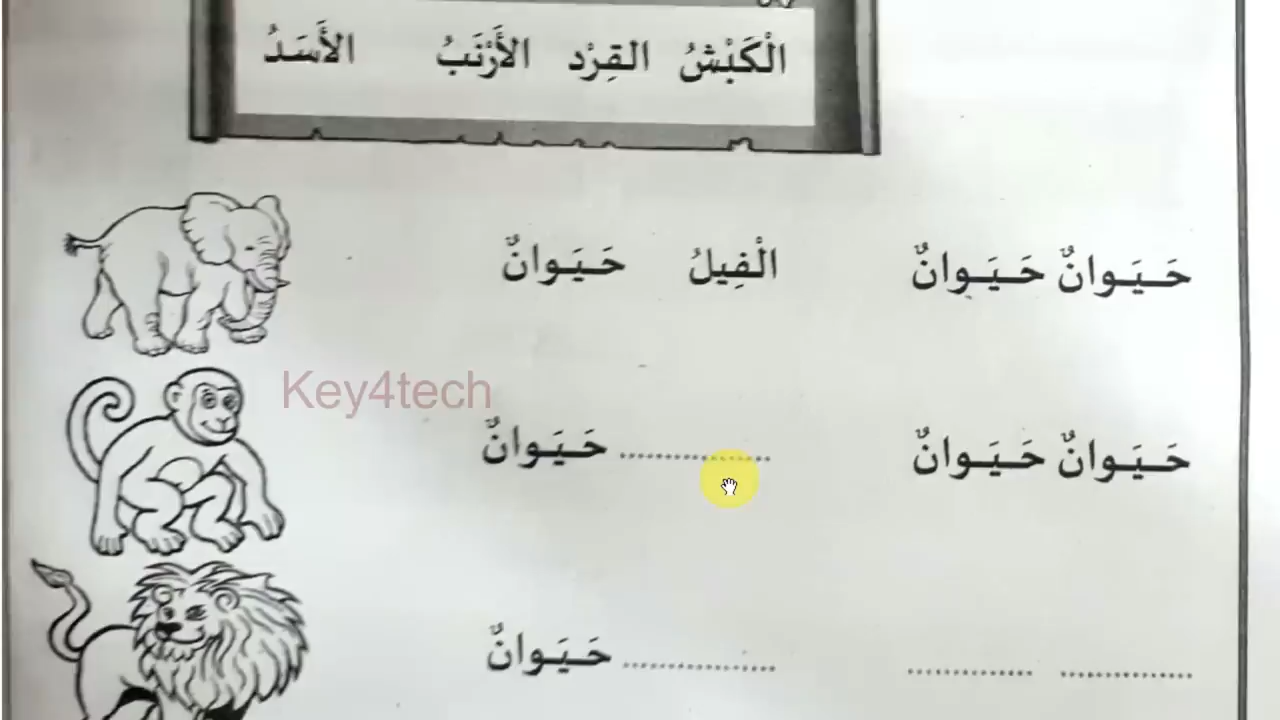 الْكَبْشُ القِرْد الأَرْنَبُ الأَسَدُ
حَـيَـوانٌ حَـيَـوانٌ الْفِيلُ حَـيَـوانٌ
Key4tech
حَـيَـوانٌ حَـيَـوانٌ .................... حَـيَـوانٌ
................ ................ .................... حَـيَـوانٌ